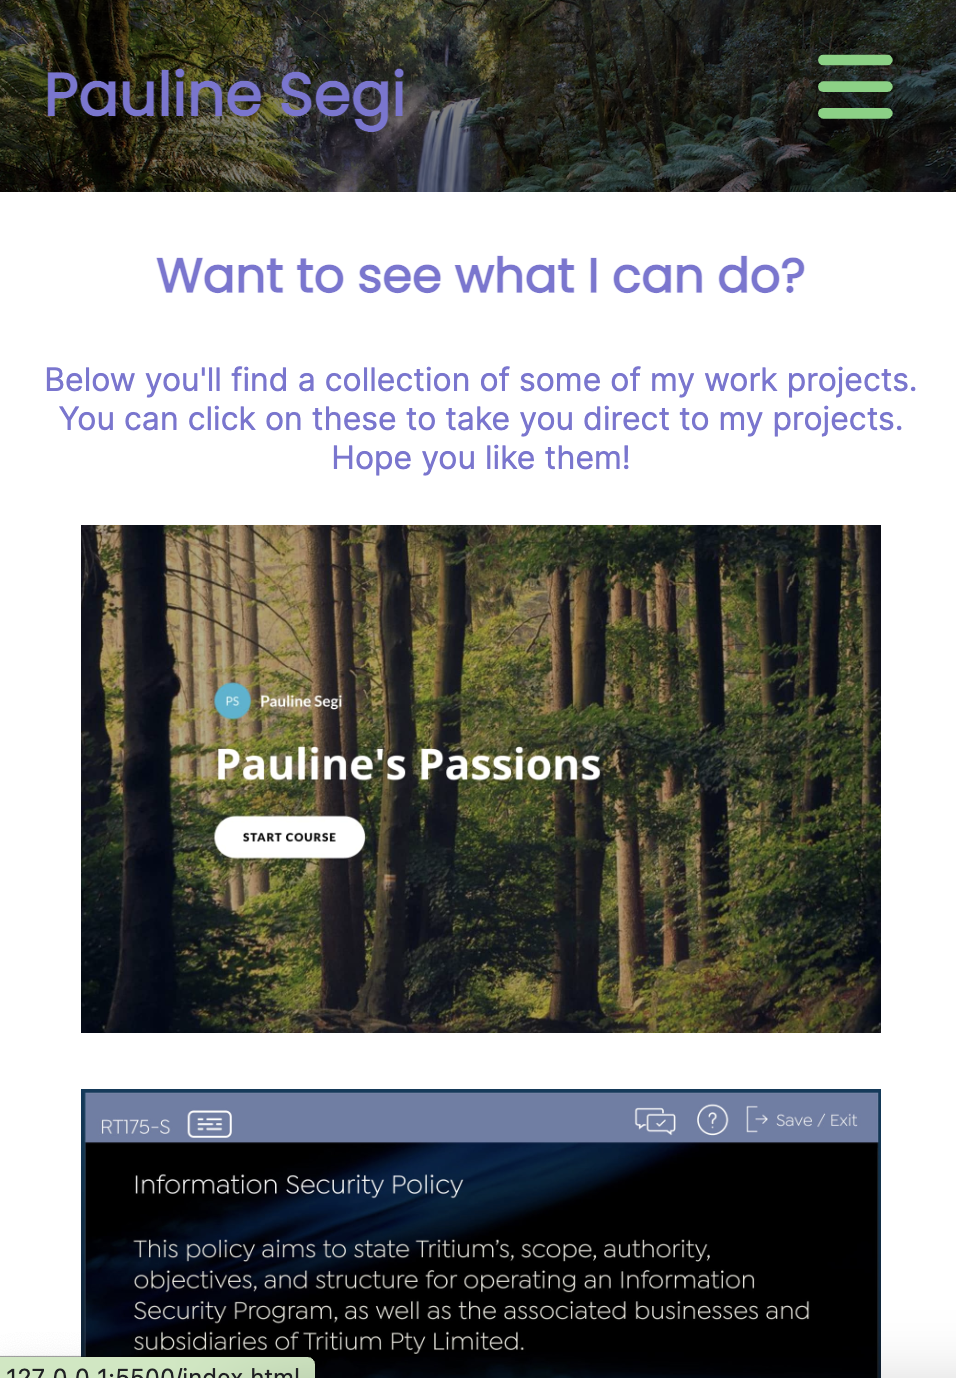 Pauline Segi
Want to see what I can do?
Below you'll find a collection of some of my work projects.
You can click on these to take you direct to my projects.
Hope you like them!
PS Pauline Segi
Pauline's Passions
START COURSE
RT175-S ? Save / Exit
Information Security Policy
This policy aims to state Tritium's, scope, authority,
objectives, and structure for operating an Information
Security Program, as well as the associated businesses and
subsidiaries of Tritium Pty Limited.
127.0.0.1:5500/index.html